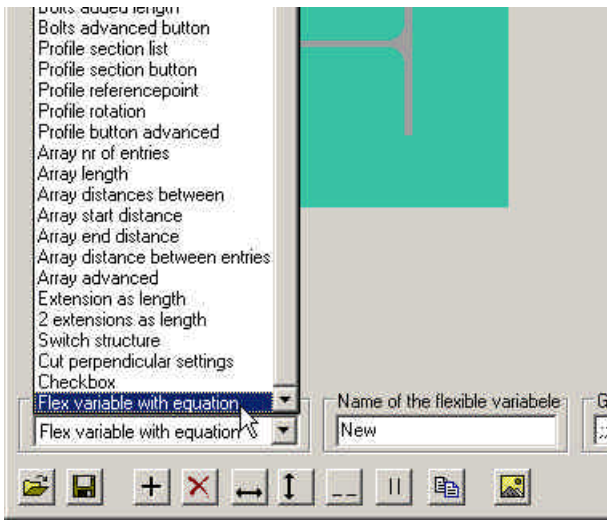 Bolts added length
Bolts advanced button
Profile section list
Profile section button
Profile referencepoint
Profile rotation
Profile button advanced
Array nr of entries
Array length
Array distances between
Array start distance
Array end distance
Array distance between entries
Array advanced
Extension as length
2 extensions as length
Switch structure
Cut perpendicular settings
Checkbox
Flex variable with equation
Flex variable with equation
Name of the flexible variabele
New
G